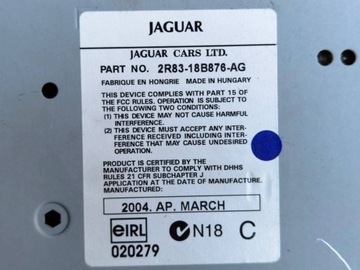 JAGUAR
JAGUAR CARS LTD.
PART NO. 2R83-18B876-AG
FABRIQUE EN HONGRIE MADE IN HUNGARY
THIS DEVICE COMPLIES WITH PART 15 OF
THE FCC RULES. OPERATION IS SUBJECT TO
THE FOLLOWING TWO CONDITIONS:
(1) THIS DEVICE MAY NOT CAUSE HARMFUL
INTERFERENCE.
(2) THIS DEVICE MUST ACCEPT ANY INTER-
FERENCE RECEIVED INCLUDING INTER-
FERENCE THAT MAY CAUSE UNDESIRED
OPERATION.
PRODUCT IS CERTIFIED BY THE
MANUFACTURER TO COMPLY WITH DHHS
RULES 21 CFR SUBCHAPTER J
APPLICATION AT THE DATE OF MANUFACTURE.
MANUFACTURED:
2004. AP. MARCH
eIRL
020279
N18
C